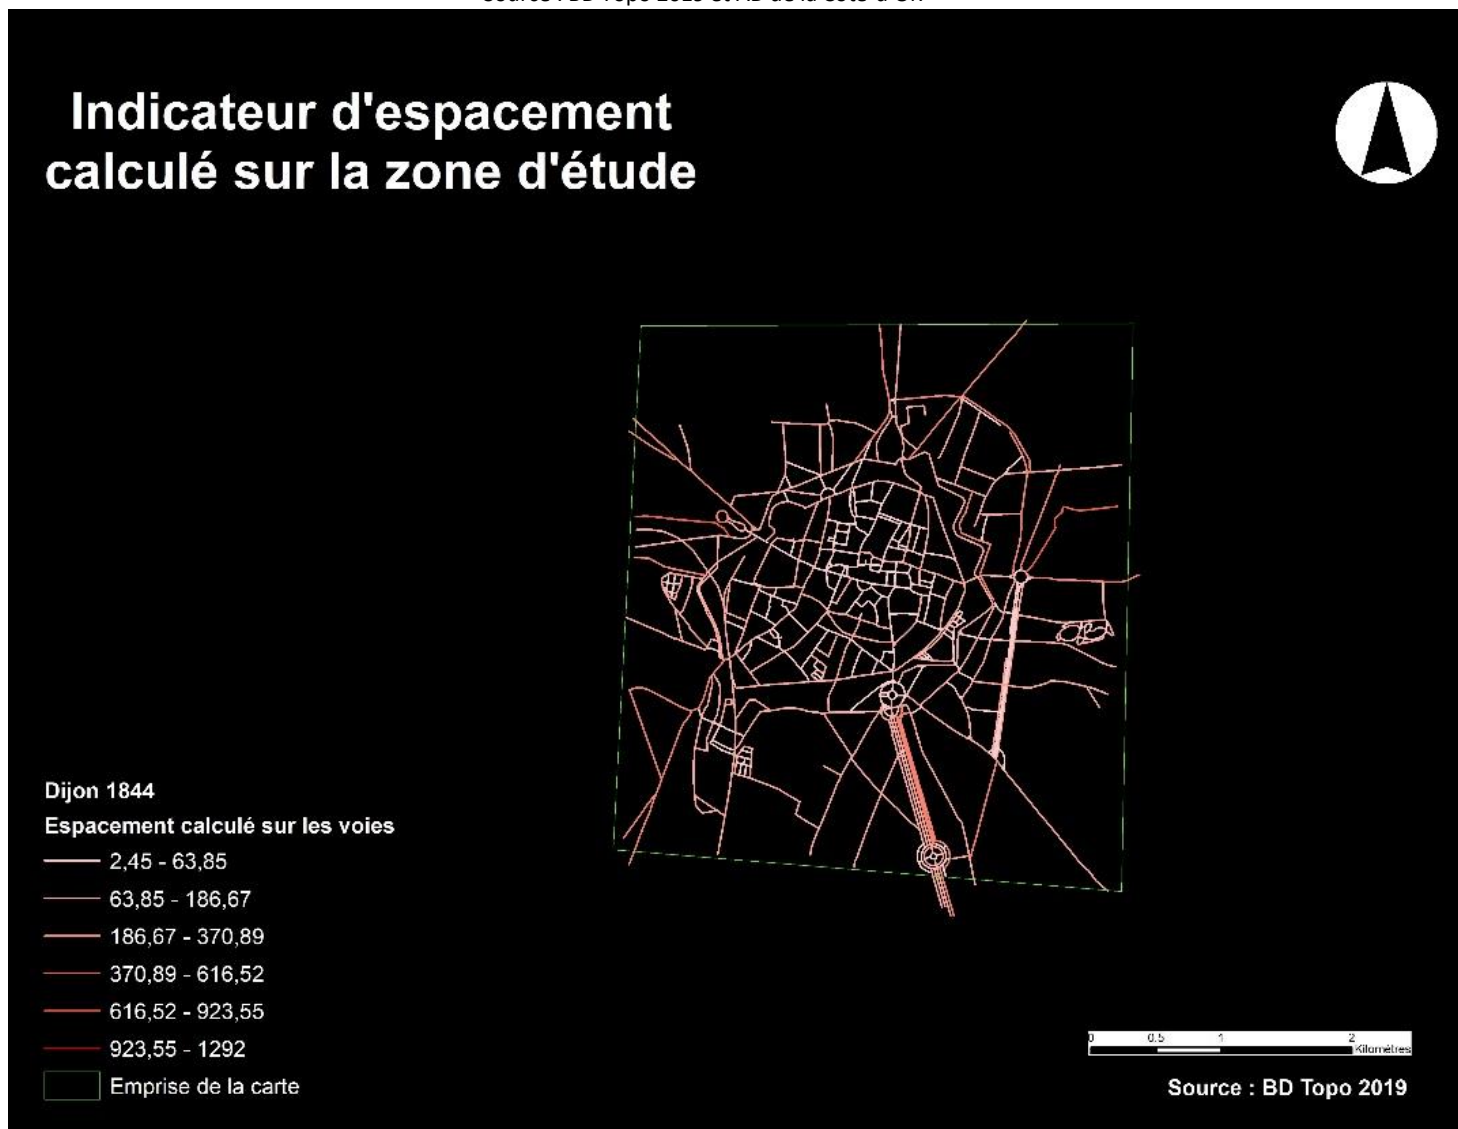 Indicateur d'espacement
calculé sur la zone d'étude
Dijon 1844
Espacement calculé sur les voies
2,45 - 63,85
63,85 - 186,67
186,67 - 370,89
370,89 - 616,52
616,52 - 923,55
923,55 - 1292
Emprise de la carte
0 0.5 1 2
Kilomètres
Source : BD Topo 2019